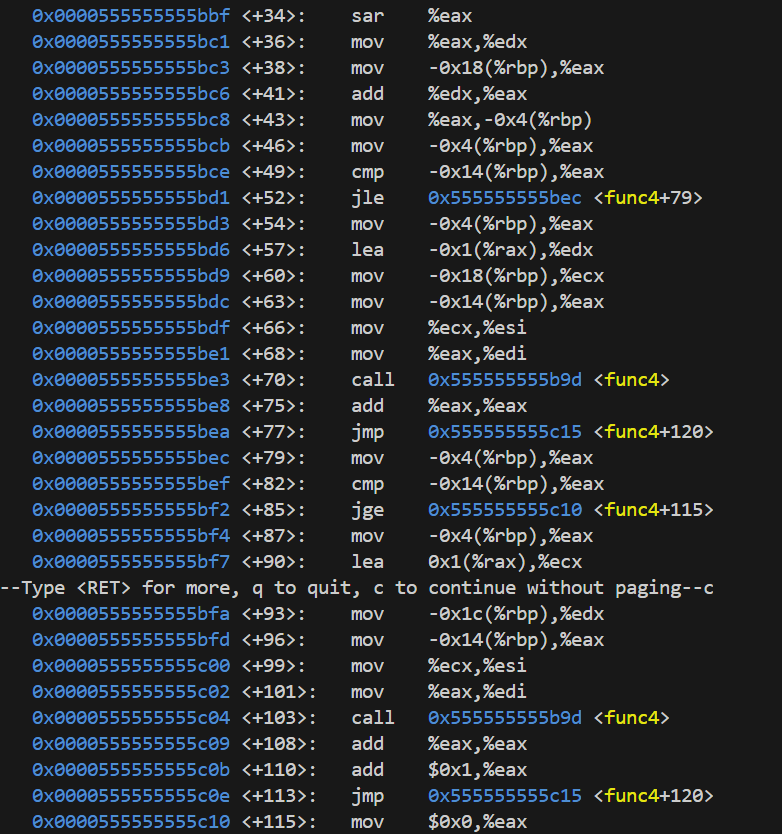 0x0000555555555bbf <+34>: sar %eax
0x0000555555555bc1 <+36>: mov %eax,%edx
0x0000555555555bc3 <+38>: mov -0x18(%rbp),%eax
0x0000555555555bc6 <+41>: add %edx,%eax
0x0000555555555bc8 <+43>: mov %eax,-0x4(%rbp)
0x0000555555555bcb <+46>: mov -0x4(%rbp),%eax
0x0000555555555bce <+49>: cmp -0x14(%rbp),%eax
0x0000555555555bd1 <+52>: jle 0x555555555bec <func4+79>
0x0000555555555bd3 <+54>: mov -0x4(%rbp),%eax
0x0000555555555bd6 <+57>: lea -0x1(%rax),%edx
0x0000555555555bd9 <+60>: mov -0x18(%rbp),%ecx
0x0000555555555bdc <+63>: mov -0x14(%rbp),%eax
0x0000555555555bdf <+66>: mov %ecx,%esi
0x0000555555555be1 <+68>: mov %eax,%edi
0x0000555555555be3 <+70>: call 0x555555555b9d <func4>
0x0000555555555be8 <+75>: add %eax,%eax
0x0000555555555bea <+77>: jmp 0x555555555c15 <func4+120>
0x0000555555555bec <+79>: mov -0x4(%rbp),%eax
0x0000555555555bef <+82>: cmp -0x14(%rbp),%eax
0x0000555555555bf2 <+85>: jge 0x555555555c10 <func4+115>
0x0000555555555bf4 <+87>: mov -0x4(%rbp),%eax
0x0000555555555bf7 <+90>: lea 0x1(%rax),%ecx
--Type <RET> for more, q to quit, c to continue without paging--c
0x0000555555555bfa <+93>: mov -0x1c(%rbp),%edx
0x0000555555555bfd <+96>: mov -0x14(%rbp),%eax
0x0000555555555c00 <+99>: mov %ecx,%esi
0x0000555555555c02 <+101>: mov %eax,%edi
0x0000555555555c04 <+103>: call 0x555555555b9d <func4>
0x0000555555555c09 <+108>: add %eax,%eax
0x0000555555555c0b <+110>: add $0x1,%eax
0x0000555555555c0e <+113>: jmp 0x555555555c15 <func4+120>
0x0000555555555c10 <+115>: mov $0x0,%eax